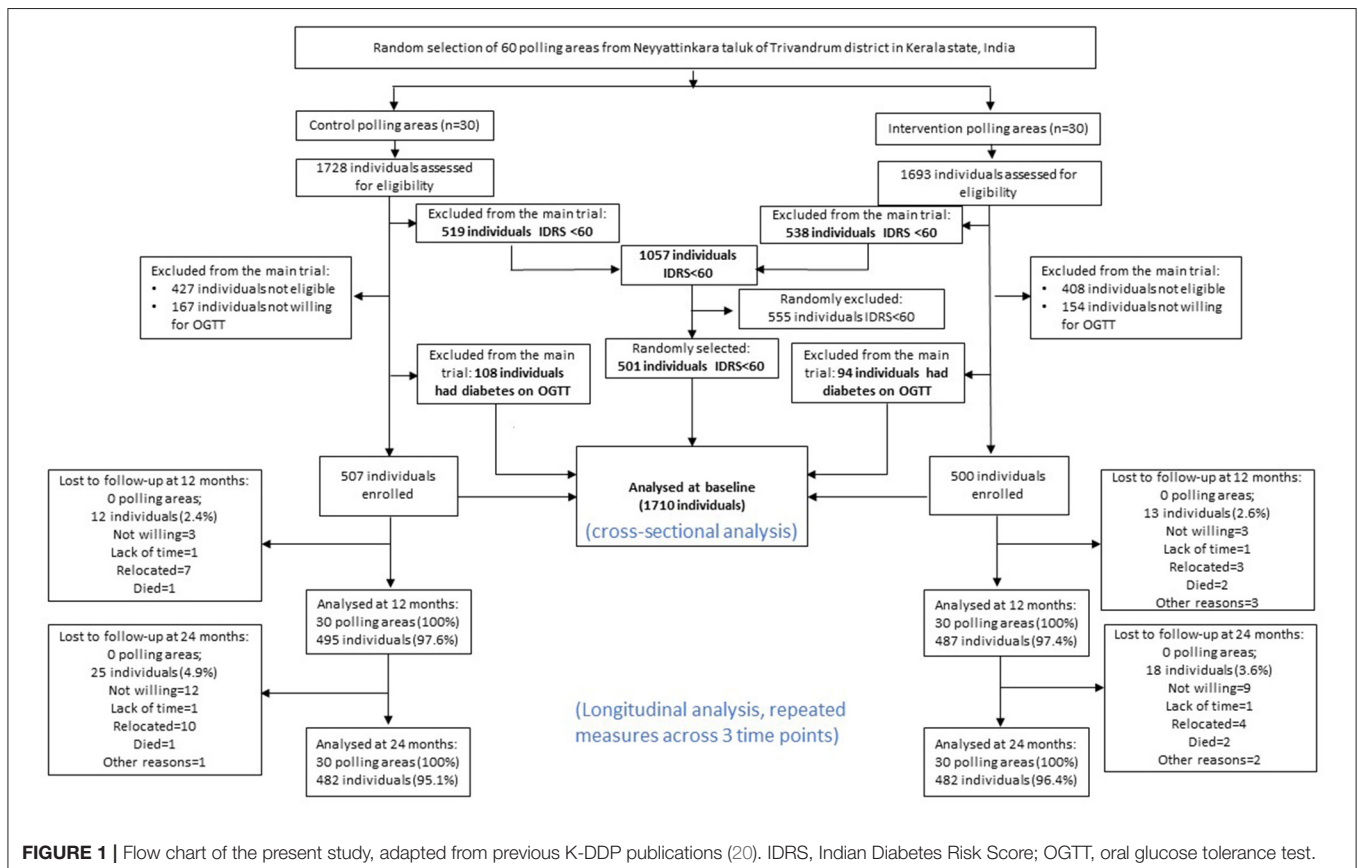 Random selection of 60 polling areas from Neyyattinkara taluk of Trivandrum district in Kerala state, India
Control polling areas (n=30)
Intervention polling areas (n=30)
1728 individuals assessed
for eligibility
1693 individuals assessed for
eligibility
Excluded from the main trial:
519 individuals IDRS <60
Excluded from the main trial:
538 individuals IDRS <60
1057 individuals
IDRS<60
Excluded from the main trial:
• 427 individuals not eligible
• 167 individuals not willing
for OGTT
Randomly excluded:
555 individuals IDRS<60
Excluded from the main trial:
• 408 individuals not eligible
• 154 individuals not willing
for OGTT
Randomly selected:
501 individuals IDRS<60
Excluded from the main
trial: 108 individuals
had diabetes on OGTT
Excluded from the main
trial: 94 individuals had
diabetes on OGTT
507 individuals
enrolled
Analysed at baseline
(1710 individuals)
(cross-sectional analysis)
500 individuals
enrolled
Lost to follow-up at 12 months:
0 polling areas;
12 individuals (2.4%)
Not willing=3
Lack of time=1
Relocated=7
Died=1
Lost to follow-up at 12 months:
0 polling areas;
13 individuals (2.6%)
Not willing=3
Lack of time=1
Relocated=3
Died=2
Other reasons=3
Analysed at 12 months:
30 polling areas (100%)
495 individuals (97.6%)
Analysed at 12 months:
30 polling areas (100%)
487 individuals (97.4%)
Lost to follow-up at 24 months:
0 polling areas;
25 individuals (4.9%)
Not willing=12
Lack of time=1
Relocated=10
Died=1
Other reasons=1
Lost to follow-up at 24 months:
0 polling areas;
18 individuals (3.6%)
Not willing=9
Lack of time=1
Relocated=4
Died=2
Other reasons=2
(Longitudinal analysis, repeated
measures across 3 time points)
Analysed at 24 months:
30 polling areas (100%)
482 individuals (95.1%)
Analysed at 24 months:
30 polling areas (100%)
482 individuals (96.4%)
FIGURE 1 | Flow chart of the present study, adapted from previous K-DDP publications (20). IDRS, Indian Diabetes Risk Score; OGTT, oral glucose tolerance test.